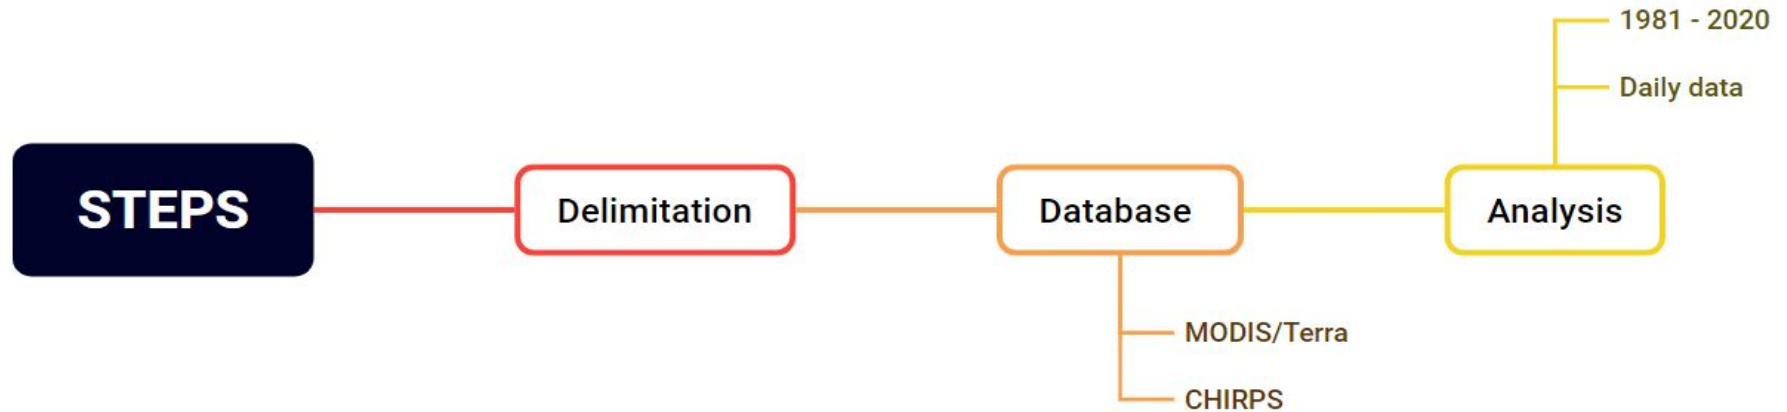 1981 - 2020
Daily data
STEPS
Delimitation
Database
Analysis
MODIS/Terra
CHIRPS